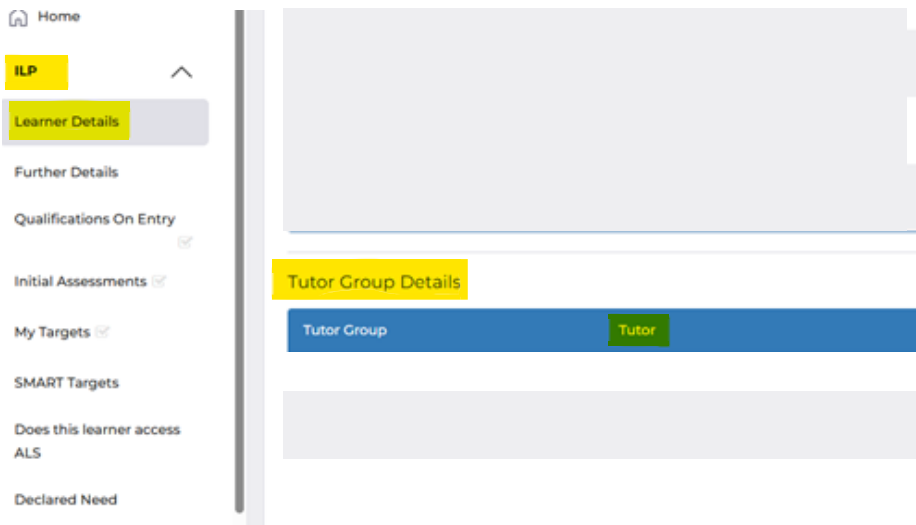 Home
ILP
Learner Details
Further Details
Qualifications On Entry
Initial Assessments
My Targets
SMART Targets
Does this learner access
ALS
Declared Need
Tutor Group Details
Tutor Group Tutor